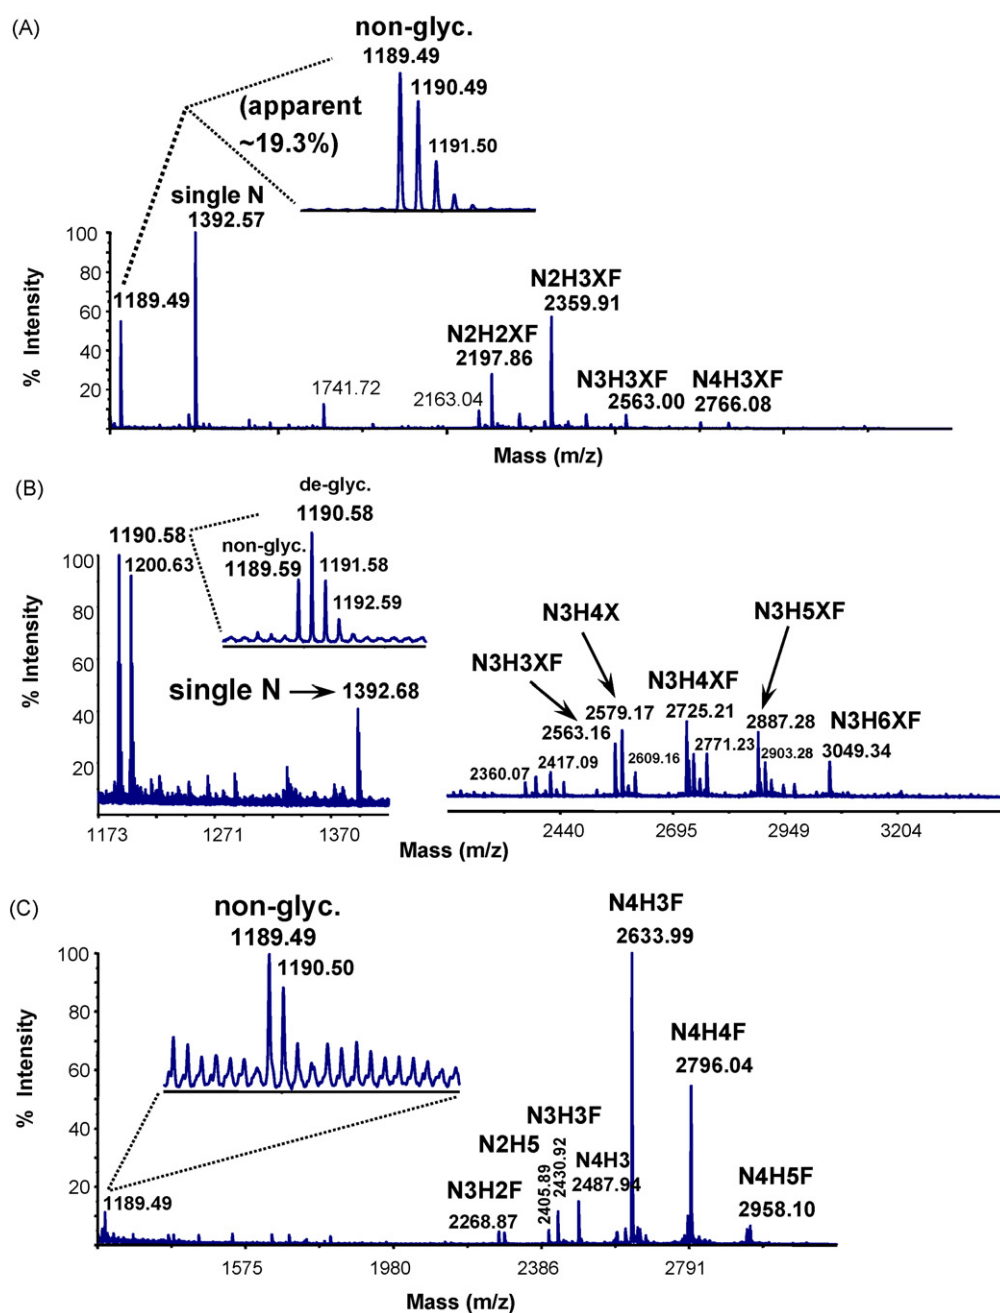 (A)
non-glyc.
1189.49
1190.49
(apparent
~19.3%)
1191.50
single N
1392.57
100
80
60
40
20
% Intensity
1189.49
1741.72
2163.04
N2H2XF
2197.86
N2H3XF
2359.91
N3H3XF
2563.00
N4H3XF
2766.08
Mass (m/z)
(B)
de-glyc.
1190.58
non-glyc.
1189.59
1191.58
1192.59
1190.58
1200.63
100
80
60
40
20
0
% Intensity
single N
1392.68
1173
1271
1370
N3H4X
N3H5XF
N3H3XF
2579.17
2563.16
N3H4XF
2725.21
2887.28
N3H6XF
3049.34
2360.07
2417.09
2609.16
2771.23
2903.28
2440
2695
2949
3204
Mass (m/z)
(C)
non-glyc.
1189.49
1190.50
100
80
60
40
20
% Intensity
1189.49
N3H2F
2268.87
N2H5
2405.89
N3H3F
2430.92
N4H3
2487.94
N4H3F
2633.99
N4H4F
2796.04
N4H5F
2958.10
1575
1980
2386
2791
Mass (m/z)